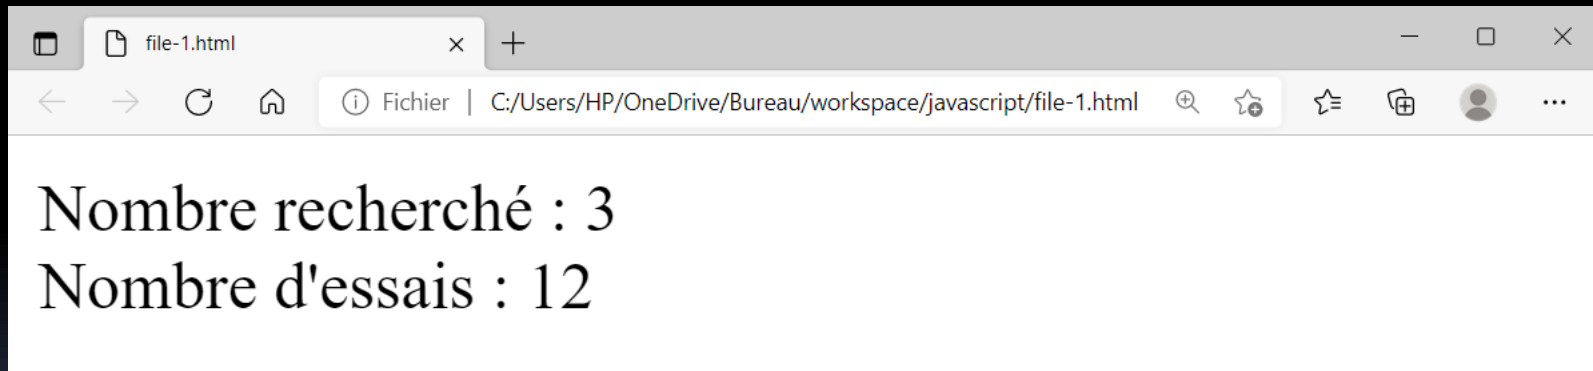 file-1.html
Fichier | C:/Users/HP/OneDrive/Bureau/workspace/javascript/file-1.html
Nombre recherché : 3
Nombre d'essais : 12